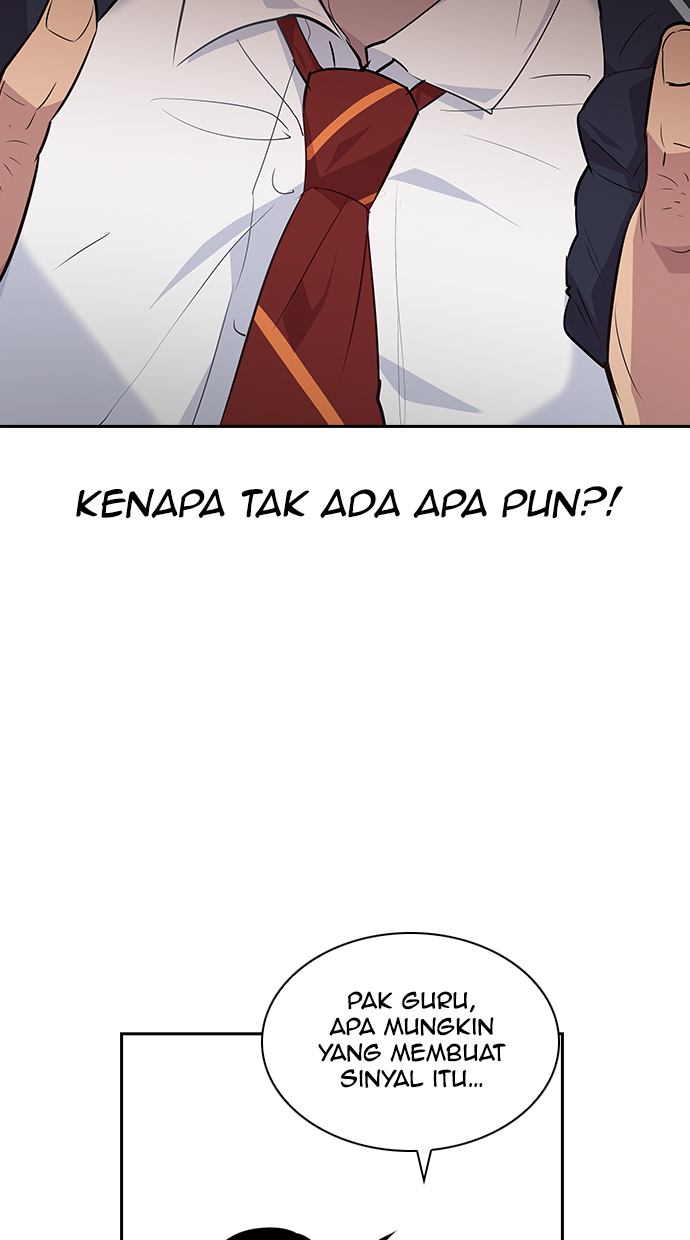 KENAPA TAK ADA APA PUN?!
PAK GURU,
APA MUNGKIN
YANG MEMBUAT
SINYAL ITU...